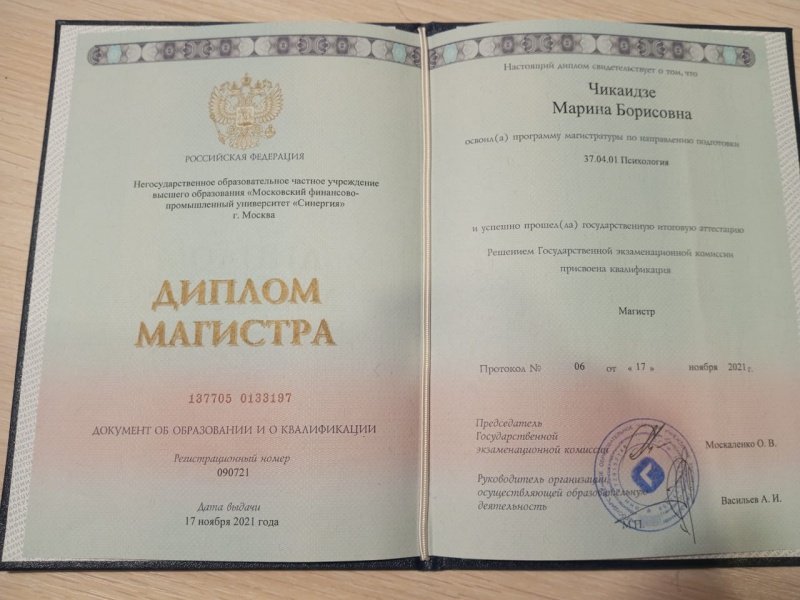 РОССИЙСКАЯ ФЕДЕРАЦИЯ
Негосударственное образовательное частное учреждение
высшего образования «Московский финансово-
промышленный университет «Синергия»
г. Москва
ДИПЛОМ
МАГИСТРА
137705 0133197
ДОКУМЕНТ ОБ ОБРАЗОВАНИИ И О КВАЛИФИКАЦИИ
Регистрационный номер
090721
Дата выдачи
17 ноября 2021 года
Настоящий диплом свидетельствует о том, что
Чикаидзе
Марина Борисовна
освоил(а) программу магистратуры по направлению подготовки
37.04.01 Психология
и успешно прошел(ла) государственную итоговую аттестацию
Решением Государственной экзаменационной комиссии
присвоена квалификация
Магистр
Протокол № 06 от « 17 » ноября 2021 г.
Председатель
Государственной
экзаменационной комиссии
Москаленко О. В.
Руководитель организации,
осуществляющей образовательную
деятельность
Васильев А. И.
М.П.